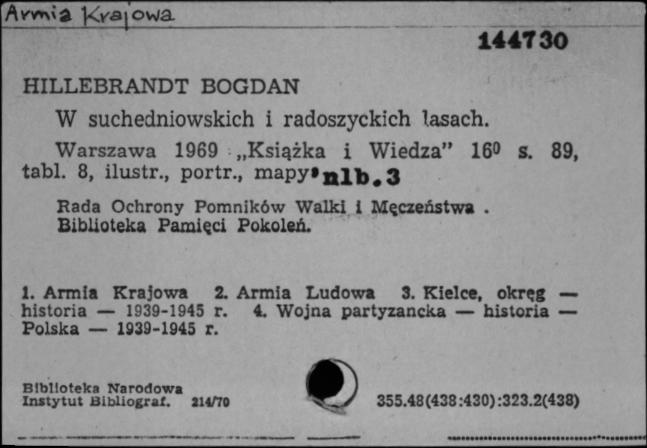 Armia Krajowa
144730
HILLEBRANDT BOGDAN
W suchedniowskich i radoszyckich lasach.
Warszawa 1969 „Książka i Wiedza” 16⁰ s. 89,
tabl. 8, ilustr., portr., mapy, nlb. 3
Rada Ochrony Pomników Walki i Męczeństwa .
Biblioteka Pamięci Pokoleń.
1. Armia Krajowa 2. Armia Ludowa 3. Kielce, okręg —
historia — 1939-1945 r. 4. Wojna partyzancka — historia —
Polska — 1939-1945 r.
Biblioteka Narodowa
Instytut Bibliograf. 214/70
355.48(438:430):323.2(438)